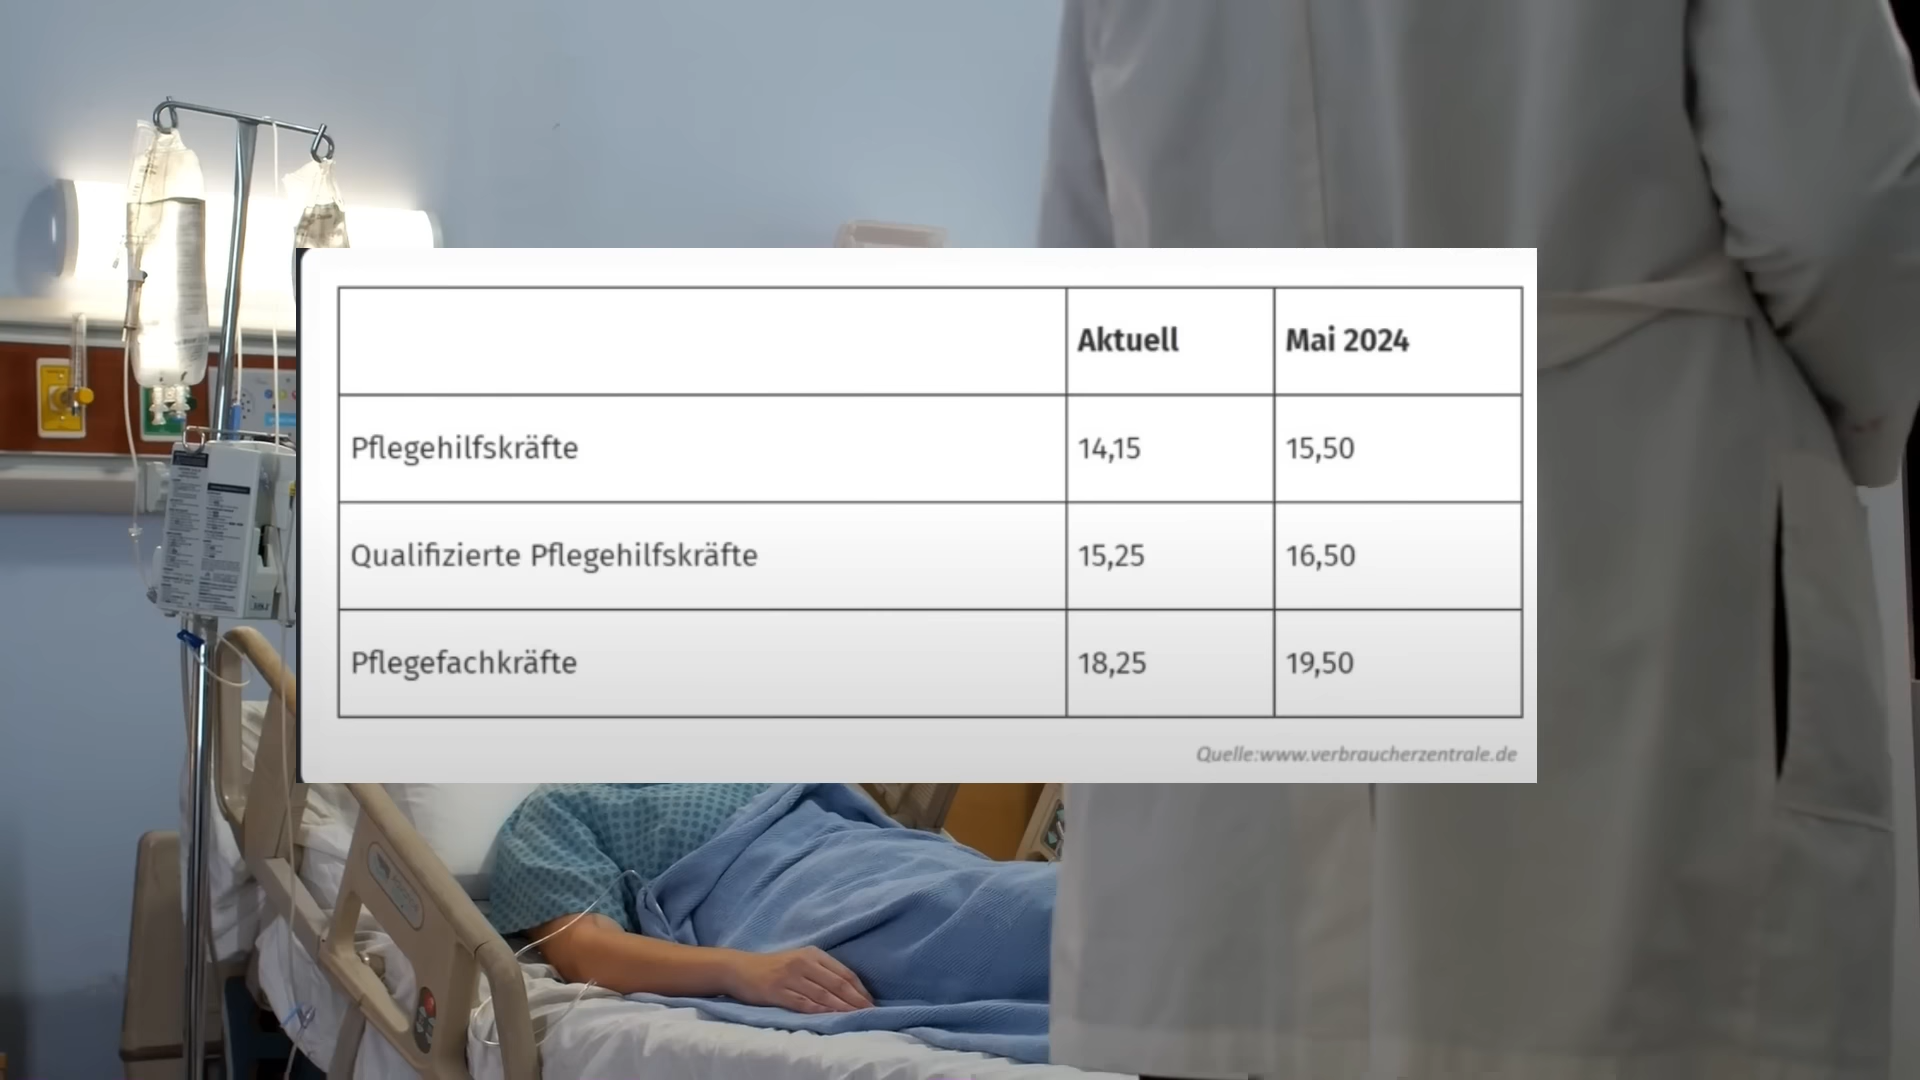 Aktuell Mai 2024
Pflegehilfskräfte 14,15 15,50
Qualifizierte Pflegehilfskräfte 15,25 16,50
Pflegefachkräfte 18,25 19,50
Quelle:www.verbraucherzentrale.de